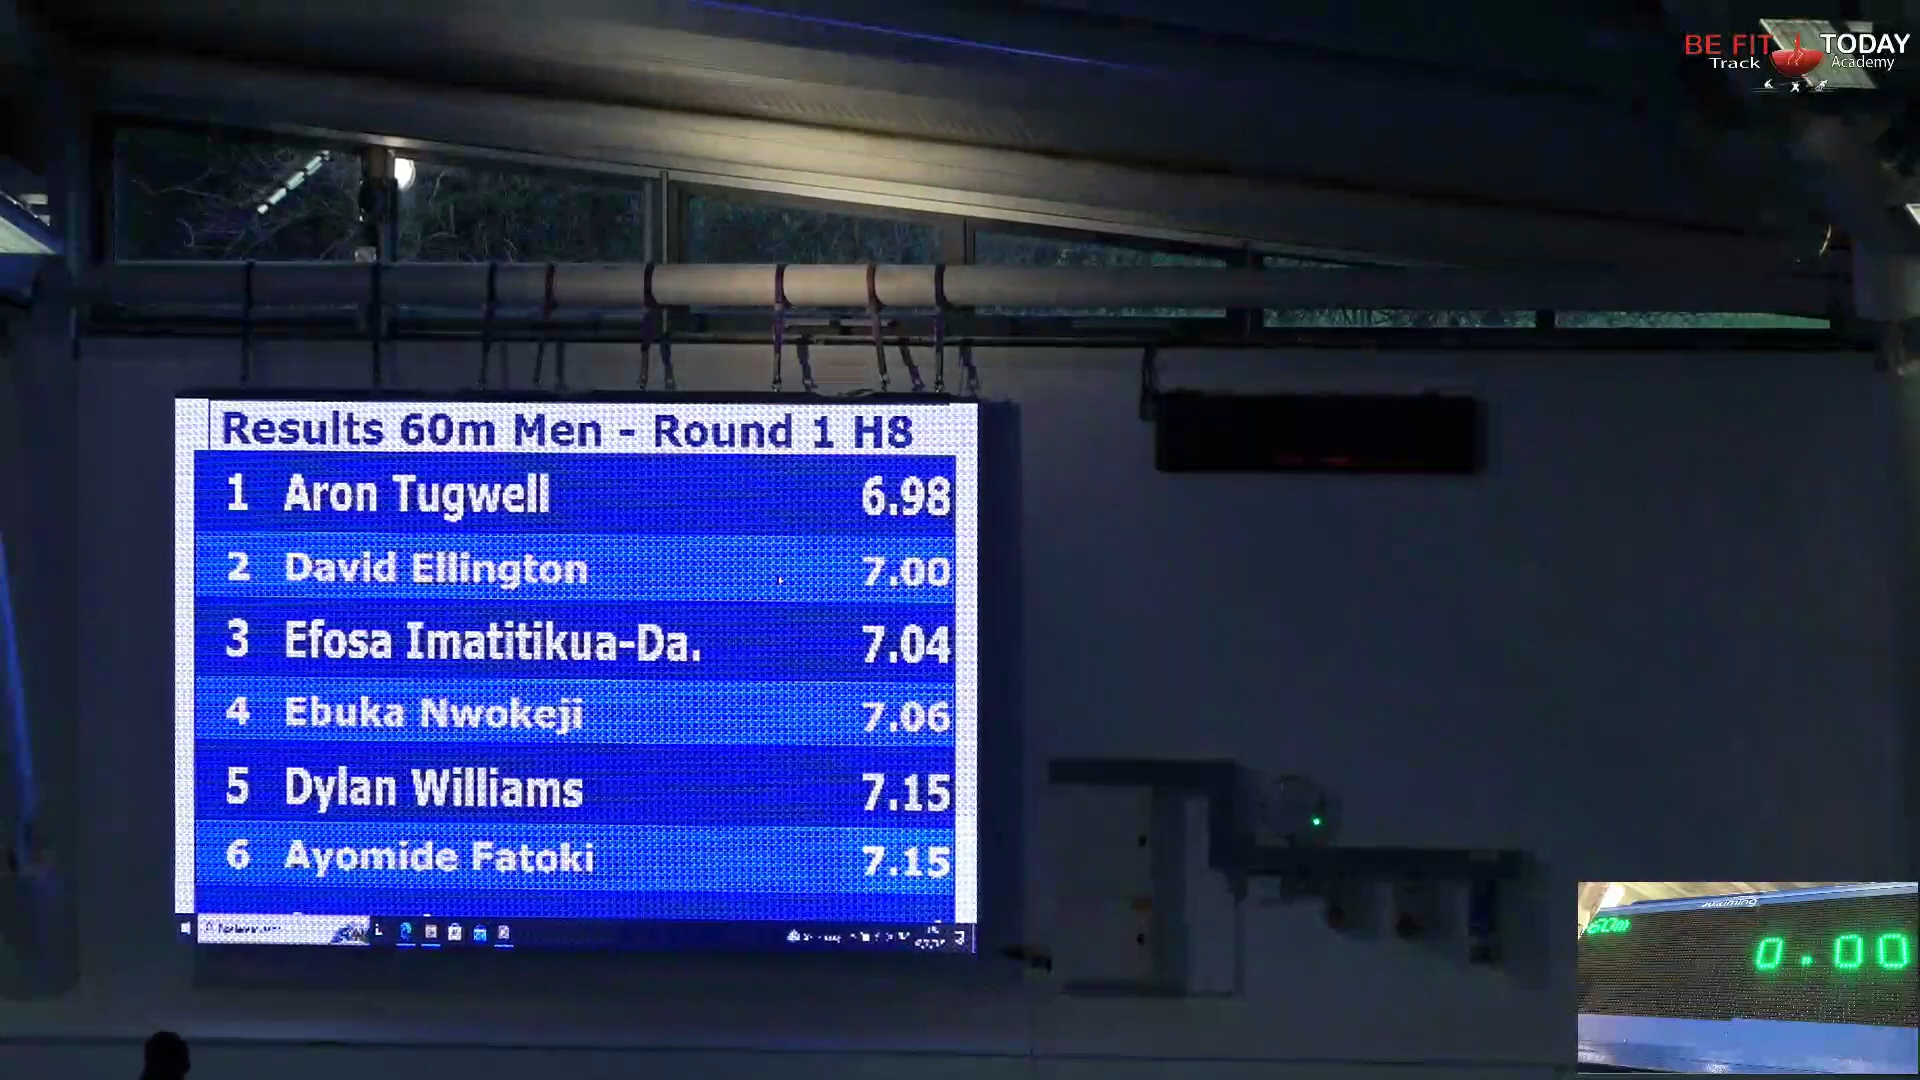 BE FIT TODAY
Track Academy
Results 60m Men - Round 1 H8
1 Aron Tugwell 6.98
2 David Ellington 7.00
3 Efosa Imatitikua-Da. 7.04
4 Ebuka Nwokeji 7.06
5 Dylan Williams 7.15
6 Ayomide Fatoki 7.15
60m
0.00